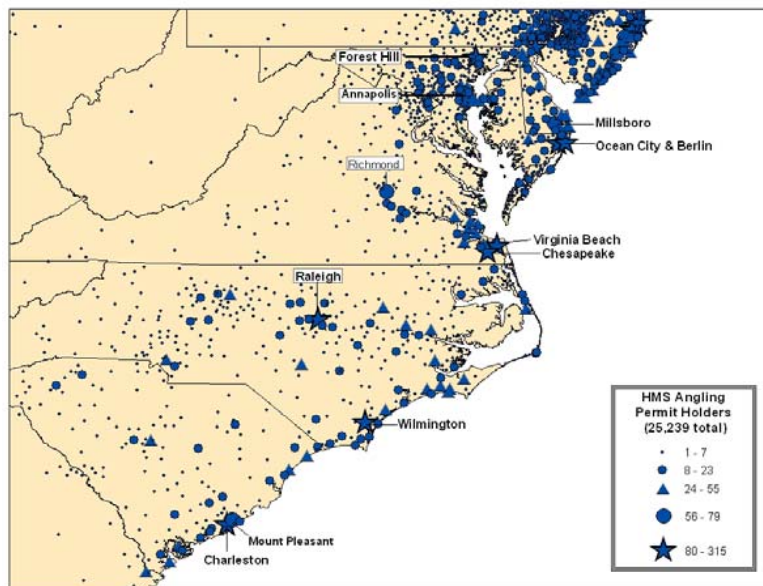 Forest Hill
Annapolis
Millsboro
Ocean City & Berlin
Richmond
Virginia Beach
Chesapeake
Raleigh
Wilmington
Mount Pleasant
Charleston
HMS Angling
Permit Holders
(25,239 total)
1 - 7
8 - 23
24 - 55
56 - 79
80 - 315